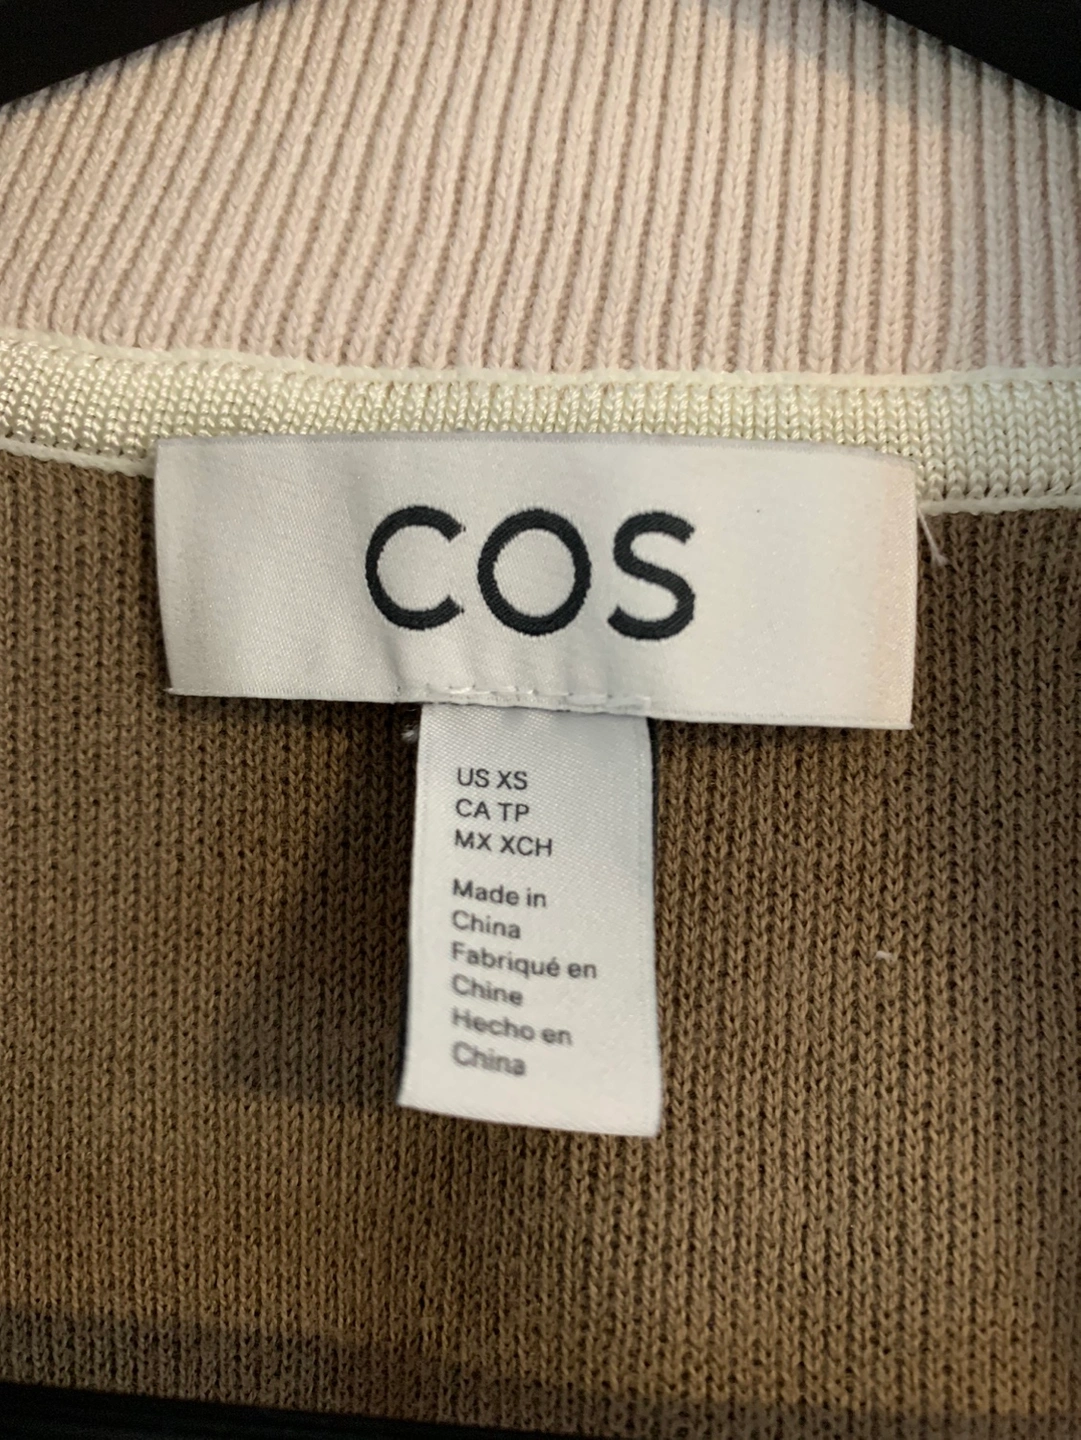 COS
US XS
CA TP
MX XCH
Made in
China
Fabriqué en
Chine
Hecho en
China